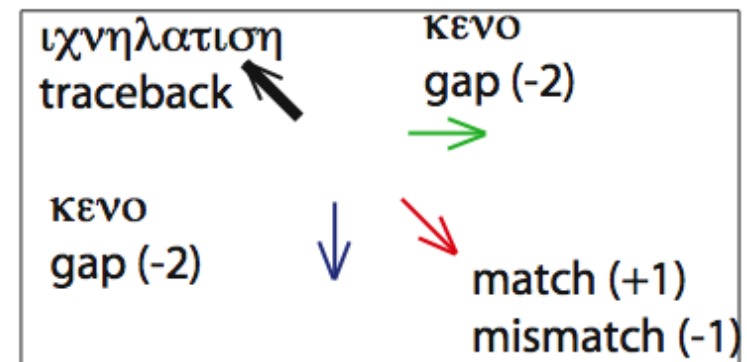 ιχνηλατιση
traceback
κενο
gap (-2)
κενο
gap (-2)
match (+1)
mismatch (-1)